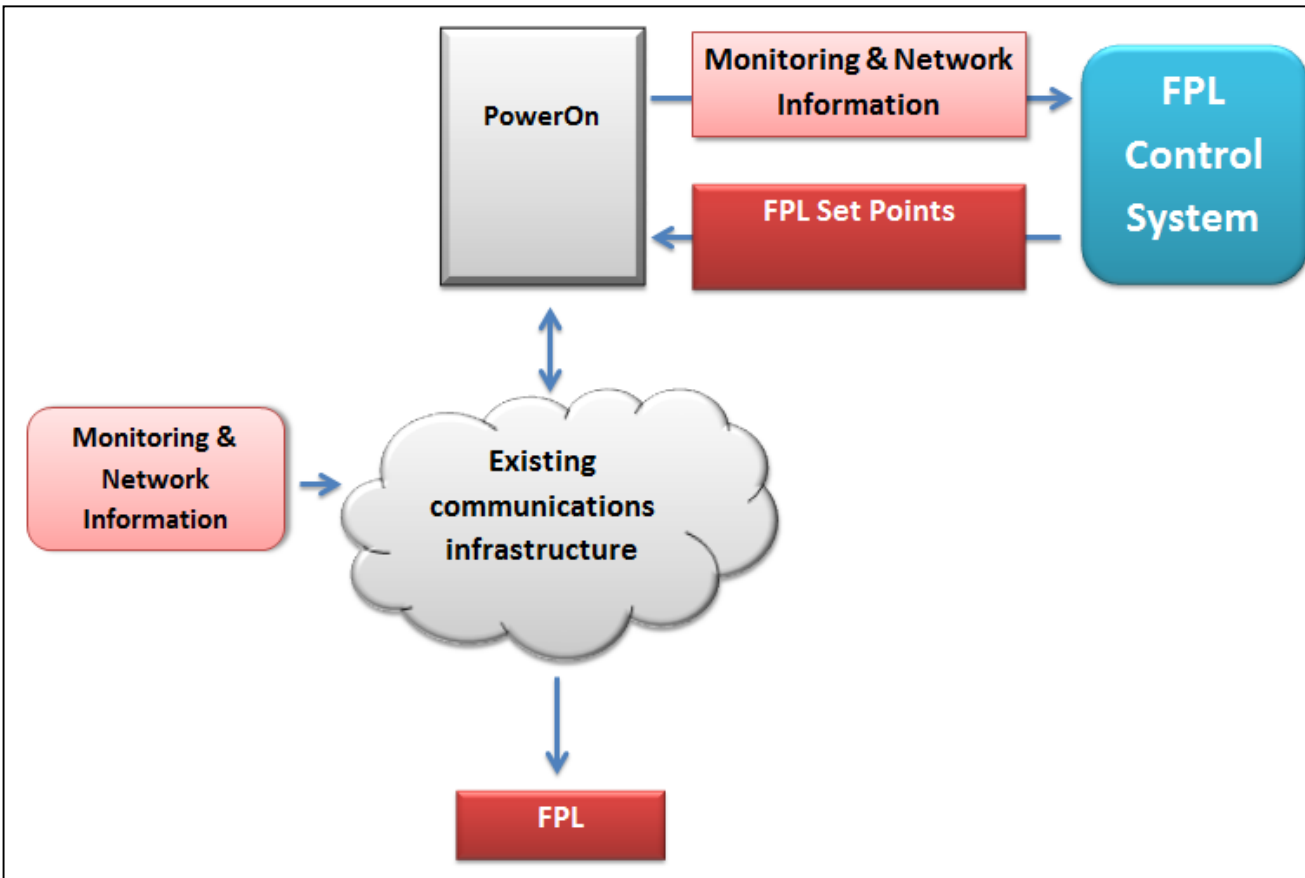 PowerOn
Monitoring & Network
Information
FPL Set Points
FPL
Control
System
Monitoring &
Network
Information
Existing
communications
infrastructure
FPL